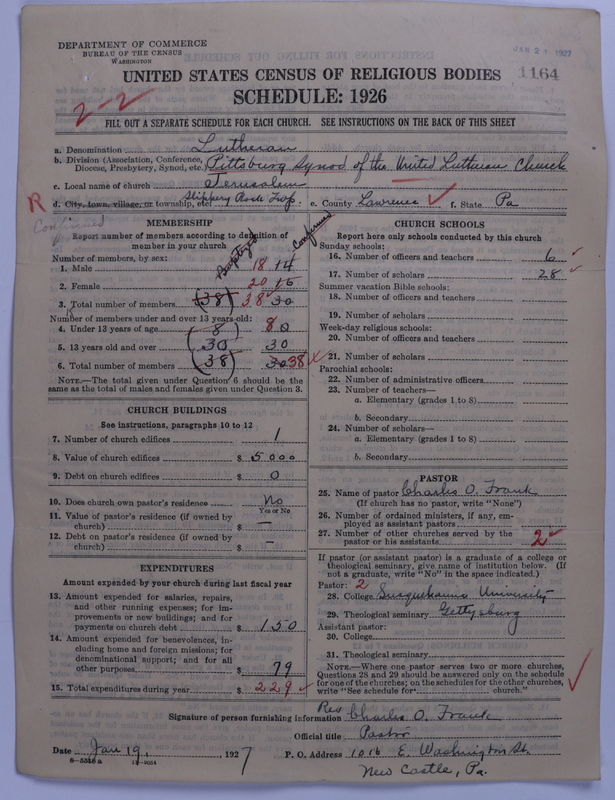 DEPARTMENT OF COMMERCE
BUREAU OF THE CENSUS
WASHINGTON
JAN 21 1927
1164
UNITED STATES CENSUS OF RELIGIOUS BODIES
SCHEDULE: 1926
2-2
FILL OUT A SEPARATE SCHEDULE FOR EACH CHURCH. SEE INSTRUCTIONS ON THE BACK OF THIS SHEET
a. Denomination Lutheran
b. Division (Association, Conference, Diocese, Presbytery, Synod, etc. Pittsburg Synod of the United Lutheran Church
c. Local name of church Jerusalem
R d. City, town, village, or township, etc. Slippery Rock Twp. e. County Lawrence f. State Pa
Confirmed
MEMBERSHIP
Report number of members according to definition of
member in your church
Baptized Confirmed
Number of members, by sex:
1. Male 18 14
2. Female 20 16
3. Total number of members (38) 38 30
Number of members under and over 13 years old:
4. Under 13 years of age (8) 8 0
5. 13 years old and over (30) 30
6. Total number of members (38) 30 38
NOTE.—The total given under Question 6 should be the
same as the total of males and females given under Question 3.
CHURCH BUILDINGS
See instructions, paragraphs 10 to 12
7. Number of church edifices 1
8. Value of church edifices $ 5000
9. Debt on church edifices $ 0
10. Does church own pastor's residence No
Yes or No
11. Value of pastor's residence (if owned by
church) $ —
12. Debt on pastor's residence (if owned by
church) $ —
EXPENDITURES
Amount expended by your church during last fiscal year
13. Amount expended for salaries, repairs,
and other running expenses; for im-
provements or new buildings; and for
payments on church debt $ 150
14. Amount expended for benevolences, in-
cluding home and foreign missions; for
denominational support; and for all
other purposes $ 79
15. Total expenditures during year $ 229
CHURCH SCHOOLS
Report here only schools conducted by this church
Sunday schools:
16. Number of officers and teachers 6
17. Number of scholars 28
Summer vacation Bible schools:
18. Number of officers and teachers
19. Number of scholars
Week-day religious schools:
20. Number of officers and teachers
21. Number of scholars
Parochial schools:
22. Number of administrative officers
23. Number of teachers—
a. Elementary (grades 1 to 8)
b. Secondary
24. Number of scholars—
a. Elementary (grades 1 to 8)
b. Secondary
PASTOR
25. Name of pastor Charles O. Frank
(If church has no pastor, write "None")
26. Number of ordained ministers, if any, em-
ployed as assistant pastors
27. Number of other churches served by the
pastor or his assistants 2
If pastor (or assistant pastor) is a graduate of a college or
theological seminary, give name of institution below. (If
not a graduate, write "No" in the space indicated.)
Pastor: 2
28. College Susquehanna University
29. Theological seminary Gettysburg
Assistant pastor:
30. College
31. Theological seminary
NOTE.—Where one pastor serves two or more churches,
Questions 28 and 29 should be answered only on the schedule
for one of the churches; on the schedules for the other churches,
write "See schedule for church."
Signature of person furnishing information Rev Charles O. Frank
Official title Pastor
Date Jan 19, 1927
P. O. Address 1016 E. Washington St.
8-5518 a 11-9054
New Castle, Pa.